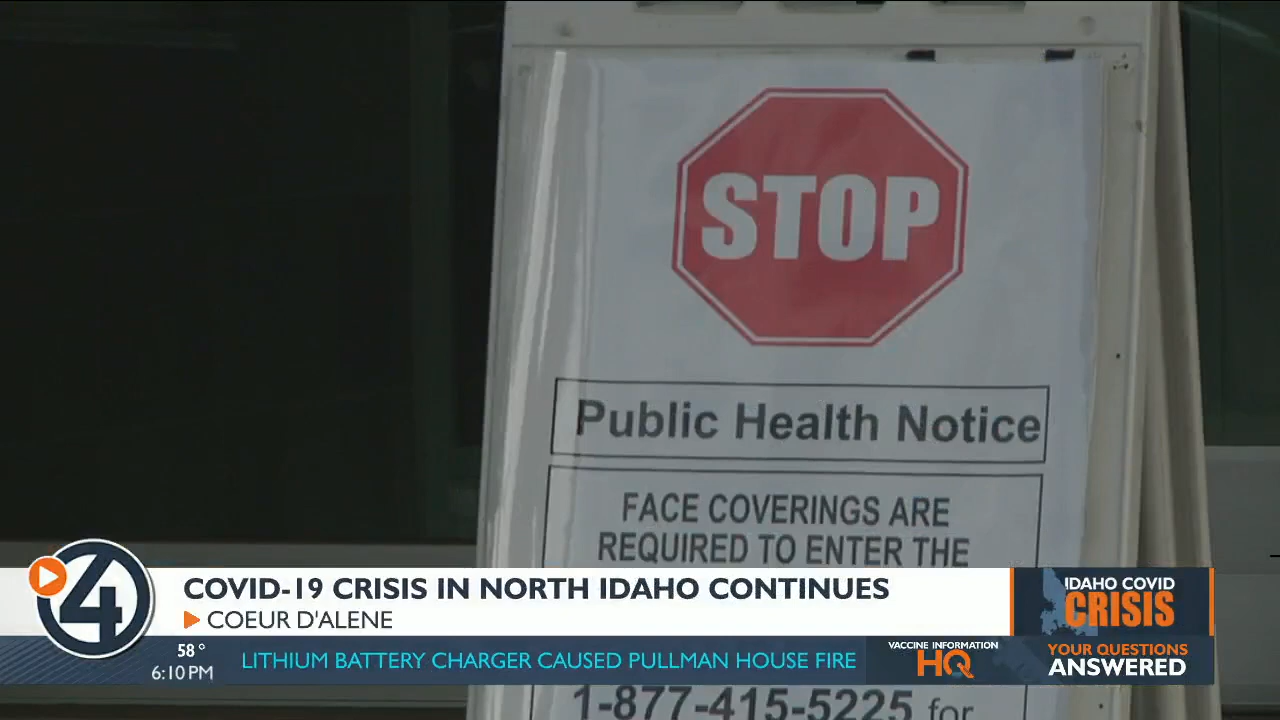 STOP
Public Health Notice
FACE COVERINGS ARE
REQUIRED TO ENTER THE
4
COVID-19 CRISIS IN NORTH IDAHO CONTINUES
COEUR D'ALENE
IDAHO COVID
CRISIS
58°
6:10 PM
LITHIUM BATTERY CHARGER CAUSED PULLMAN HOUSE FIRE
VACCINE INFORMATION
HQ
YOUR QUESTIONS
ANSWERED
1-877-415-5225 for